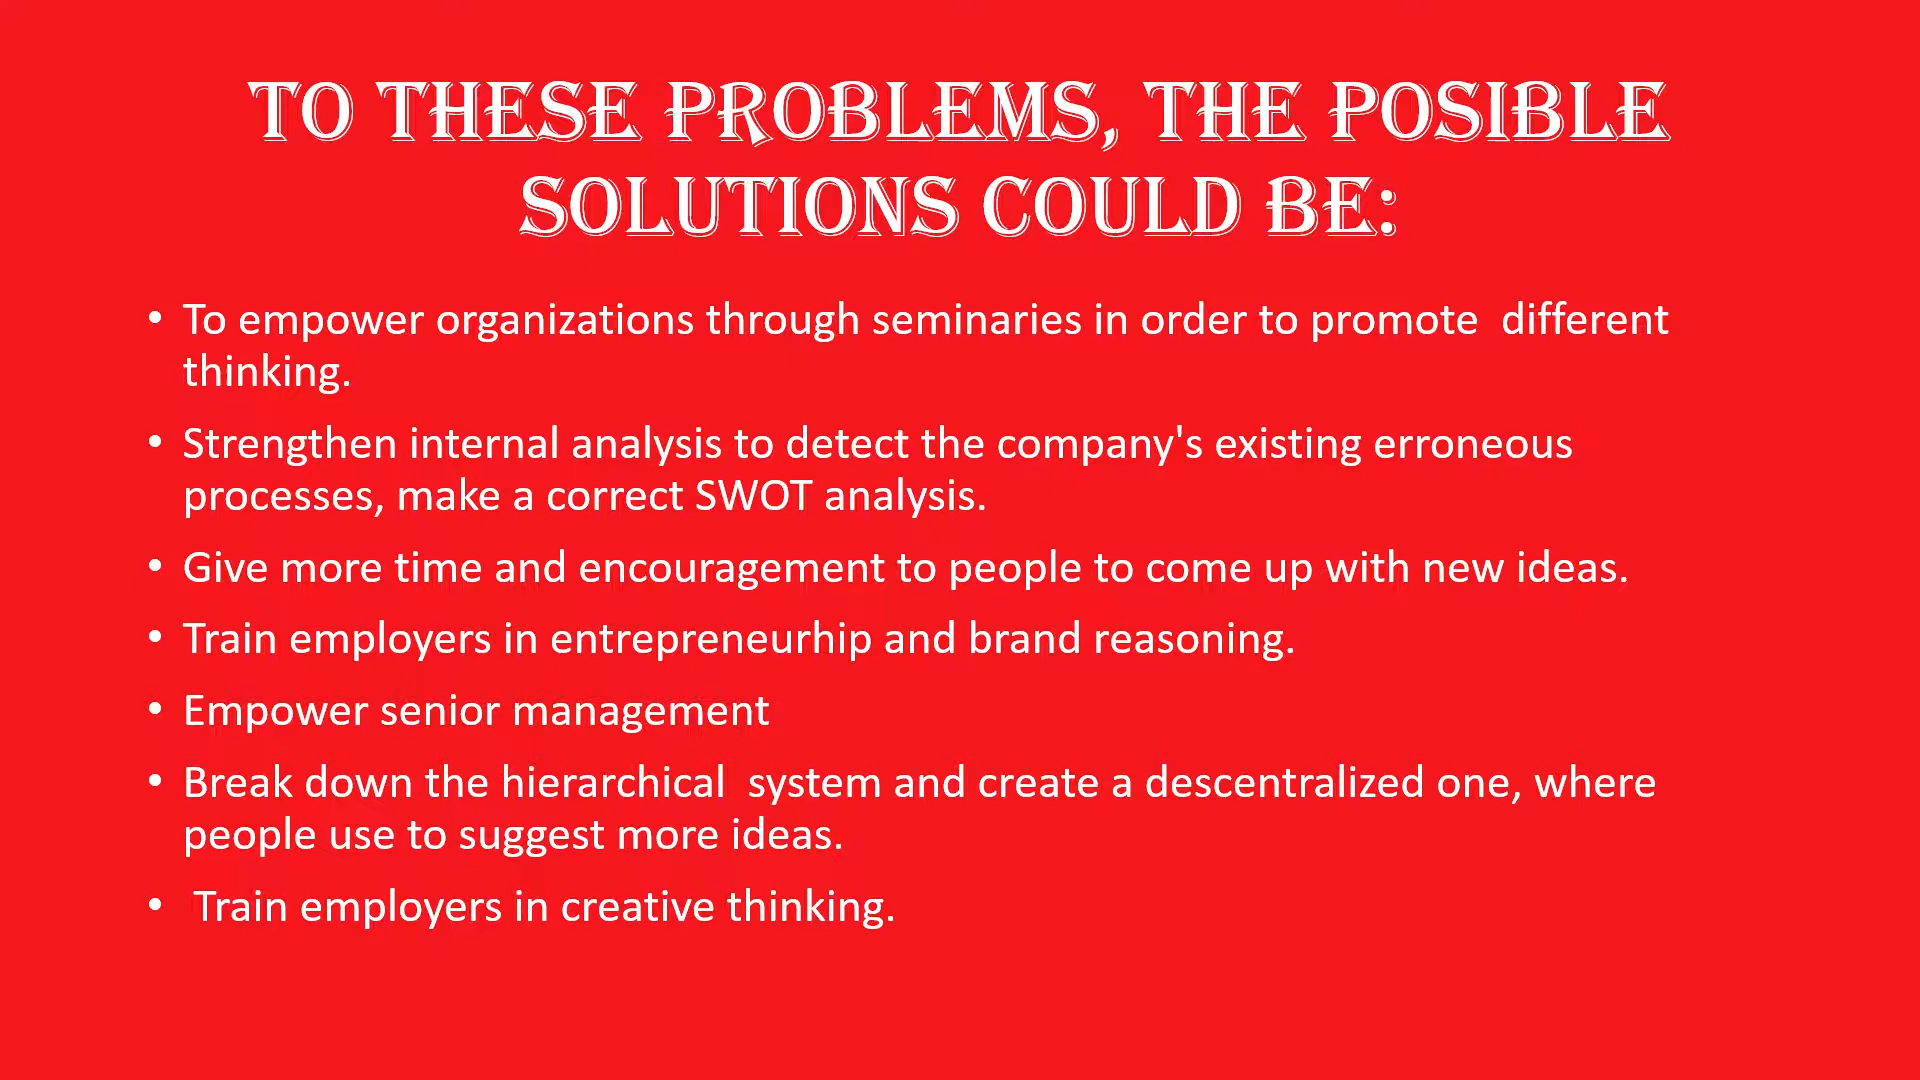 TO THESE PROBLEMS, THE POSIBLE
SOLUTIONS COULD BE:
• To empower organizations through seminaries in order to promote  different
thinking.
• Strengthen internal analysis to detect the company's existing erroneous
processes, make a correct SWOT analysis.
• Give more time and encouragement to people to come up with new ideas.
• Train employers in entrepreneurhip and brand reasoning.
• Empower senior management
• Break down the hierarchical  system and create a descentralized one, where
people use to suggest more ideas.
•  Train employers in creative thinking.